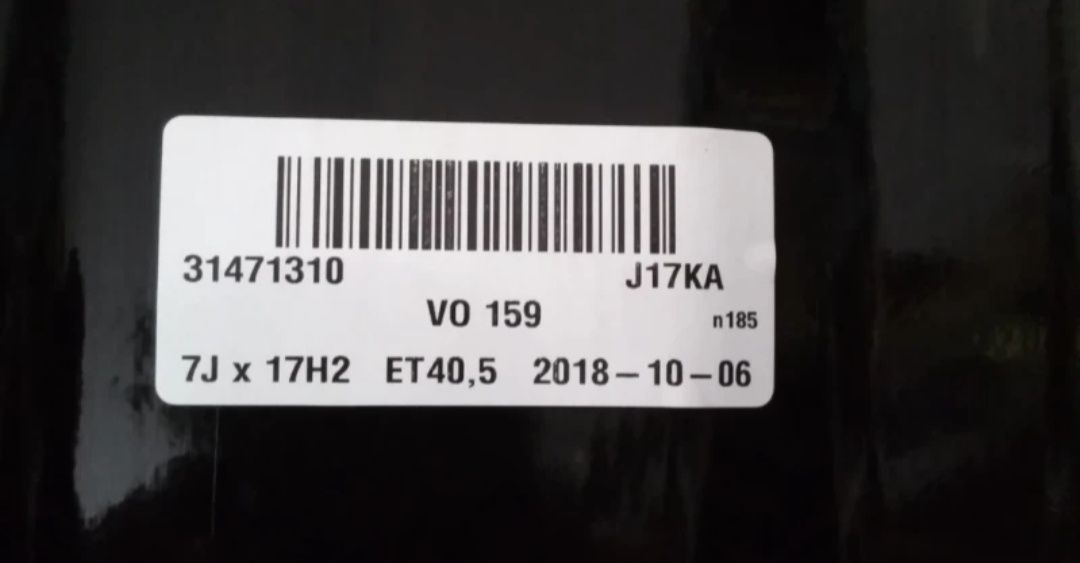 31471310 J17KA
VO 159 n185
7J x 17H2 ET40,5 2018-10-06